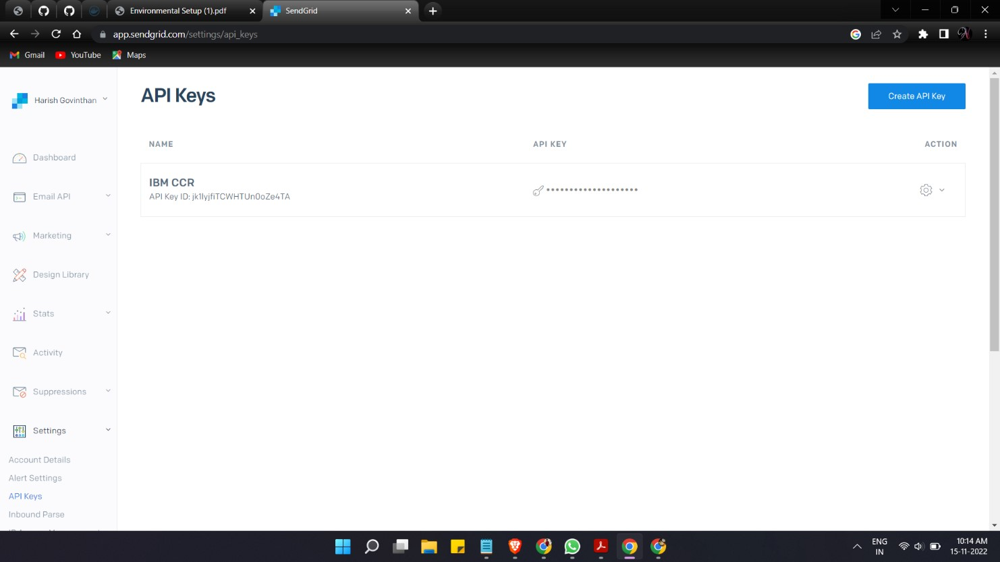 Environmental Setup (1).pdf
SendGrid
app.sendgrid.com/settings/api_keys
Gmail
YouTube
Maps
Harish Govinthan
API Keys
Create API Key
NAME
API KEY
ACTION
IBM CCR
API Key ID: jk1lyjfiTCWHTUn0oZe4TA
••••••••••••••••••••
Dashboard
Email API
Marketing
Design Library
Stats
Activity
Suppressions
Settings
Account Details
Alert Settings
API Keys
Inbound Parse
ENG
IN
10:14 AM
15-11-2022